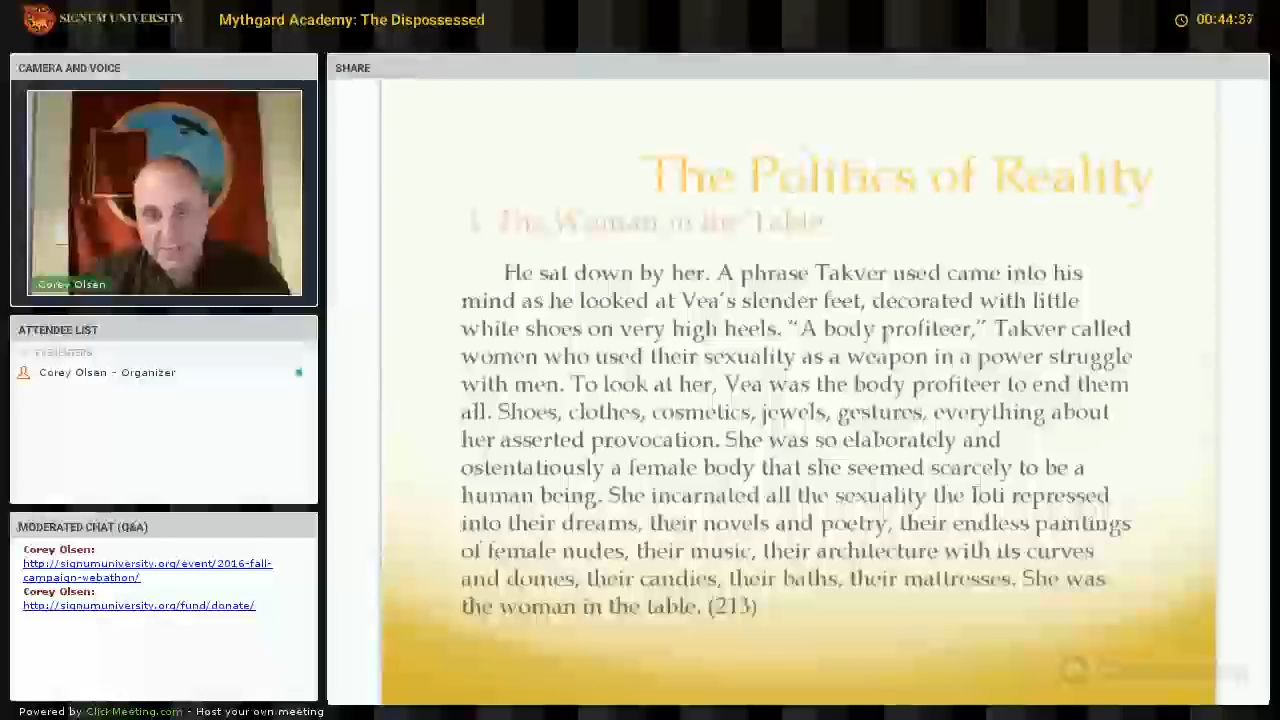 SIGNUM UNIVERSITY
Mythgard Academy: The Dispossessed
00:44:37
CAMERA AND VOICE
Corey Olsen
ATTENDEE LIST
Corey Olsen - Organizer
MODERATED CHAT (Q&A)
Corey Olsen:
http://signumuniversity.org/event/2016-fall-
campaign-webathon/
Corey Olsen:
http://signumuniversity.org/fund/donate/
Powered by ClickMeeting.com - Host your own meeting
SHARE
The Politics of Reality
The Woman in the Table
He sat down by her. A phrase Takver used came into his
mind as he looked at Vea's slender feet, decorated with little
white shoes on very high heels. "A body profiteer," Takver called
women who used their sexuality as a weapon in a power struggle
with men. To look at her, Vea was the body profiteer to end them
all. Shoes, clothes, cosmetics, jewels, gestures, everything about
her asserted provocation. She was so elaborately and
ostentatiously a female body that she seemed scarcely to be a
human being. She incarnated all the sexuality the Ioti repressed
into their dreams, their novels and poetry, their endless paintings
of female nudes, their music, their architecture with its curves
and domes, their candies, their baths, their mattresses. She was
the woman in the table. (213)